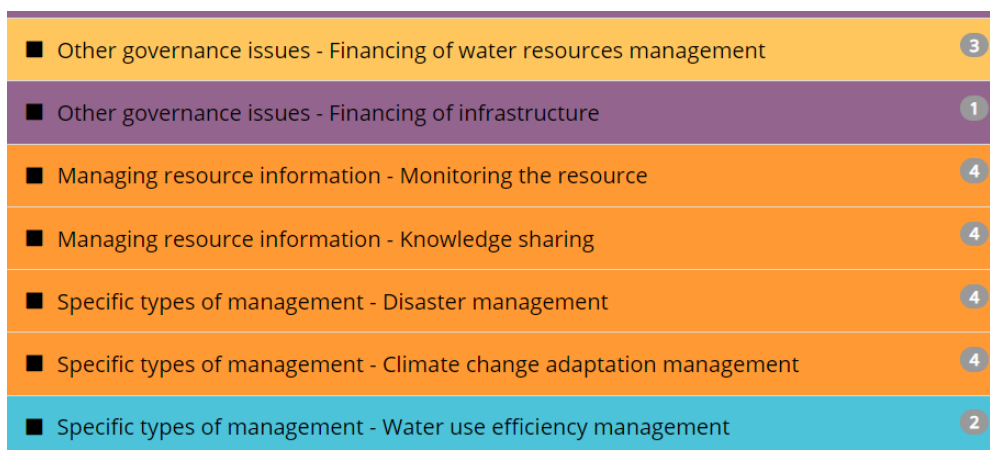 Other governance issues - Financing of water resources management 3
Other governance issues - Financing of infrastructure 1
Managing resource information - Monitoring the resource 4
Managing resource information - Knowledge sharing 4
Specific types of management - Disaster management 4
Specific types of management - Climate change adaptation management 4
Specific types of management - Water use efficiency management 2